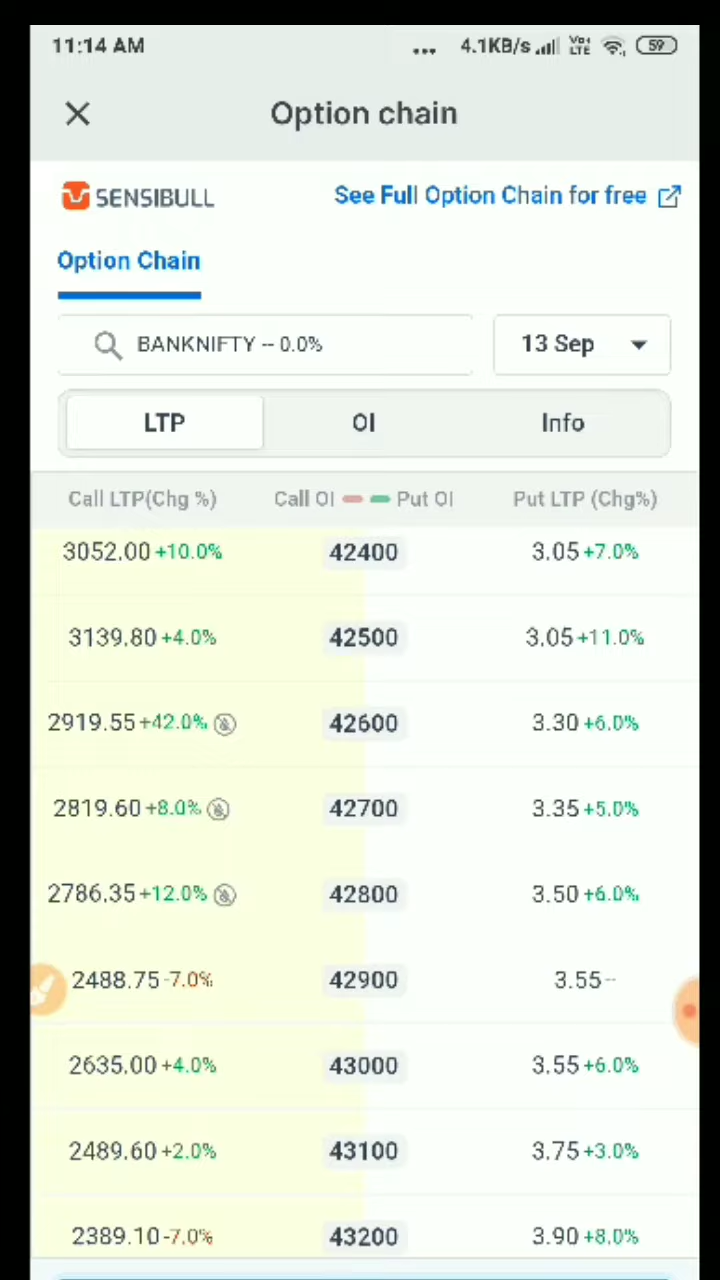 11:14 AM ... 4.1KB/s Vo LTE 59
Option chain
SENSIBULL See Full Option Chain for free
Option Chain
BANKNIFTY -- 0.0% 13 Sep
LTP OI Info
Call LTP(Chg %) Call OI Put OI Put LTP (Chg%)
3052.00 +10.0% 42400 3.05 +7.0%
3139.80 +4.0% 42500 3.05 +11.0%
2919.55 +42.0% 42600 3.30 +6.0%
2819.60 +8.0% 42700 3.35 +5.0%
2786.35 +12.0% 42800 3.50 +6.0%
2488.75 -7.0% 42900 3.55 --
2635.00 +4.0% 43000 3.55 +6.0%
2489.60 +2.0% 43100 3.75 +3.0%
2389.10 -7.0% 43200 3.90 +8.0%